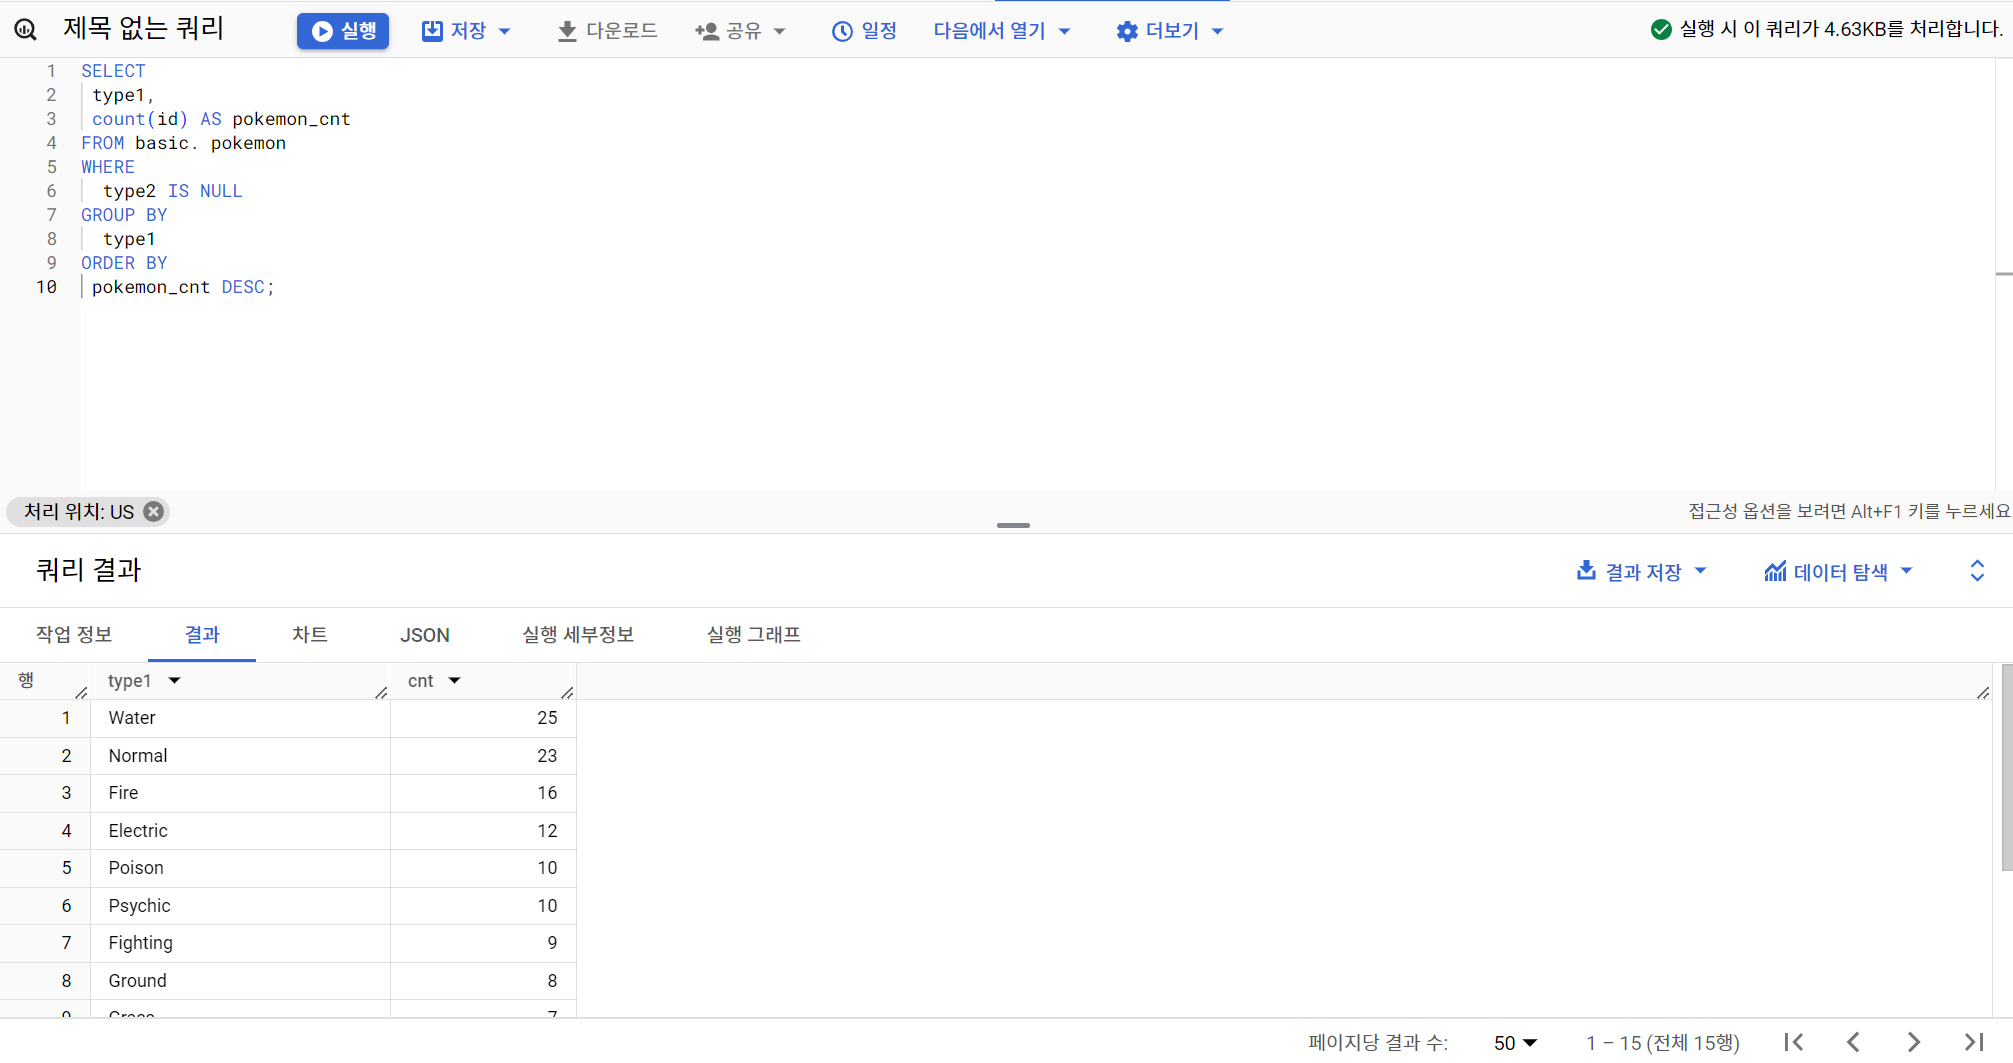 제목 없는 쿼리 실행 저장 다운로드 공유 일정 다음에서 열기 더보기 실행 시 이 쿼리가 4.63KB를 처리합니다.
1 SELECT
2 type1,
3 count(id) AS pokemon_cnt
4 FROM basic. pokemon
5 WHERE
6 type2 IS NULL
7 GROUP BY
8 type1
9 ORDER BY
10 pokemon_cnt DESC;
처리 위치: US 접근성 옵션을 보려면 Alt+F1 키를 누르세요
쿼리 결과 결과 저장 데이터 탐색
작업 정보 결과 차트 JSON 실행 세부정보 실행 그래프
행 type1 cnt
1 Water 25
2 Normal 23
3 Fire 16
4 Electric 12
5 Poison 10
6 Psychic 10
7 Fighting 9
8 Ground 8
9 Grass 7
페이지당 결과 수: 50 1 – 15 (전체 15행)